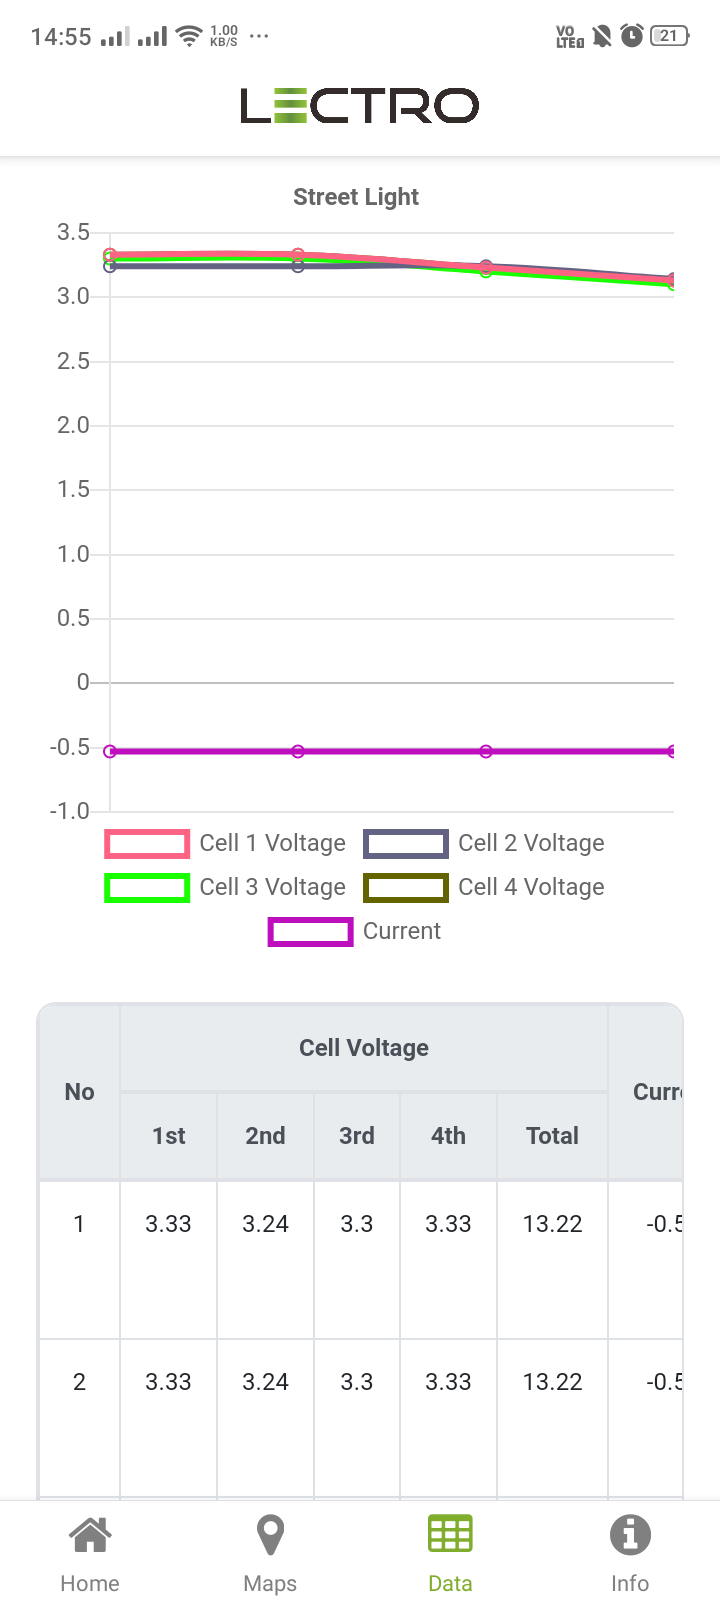 14:55 1.00 KB/S ... VO LTE 21
LECTRO
Street Light
3.5
3.0
2.5
2.0
1.5
1.0
0.5
0
-0.5
-1.0
Cell 1 Voltage Cell 2 Voltage
Cell 3 Voltage Cell 4 Voltage
Current
Cell Voltage
No Curre
1st 2nd 3rd 4th Total
1 3.33 3.24 3.3 3.33 13.22 -0.5
2 3.33 3.24 3.3 3.33 13.22 -0.5
Home Maps Data Info